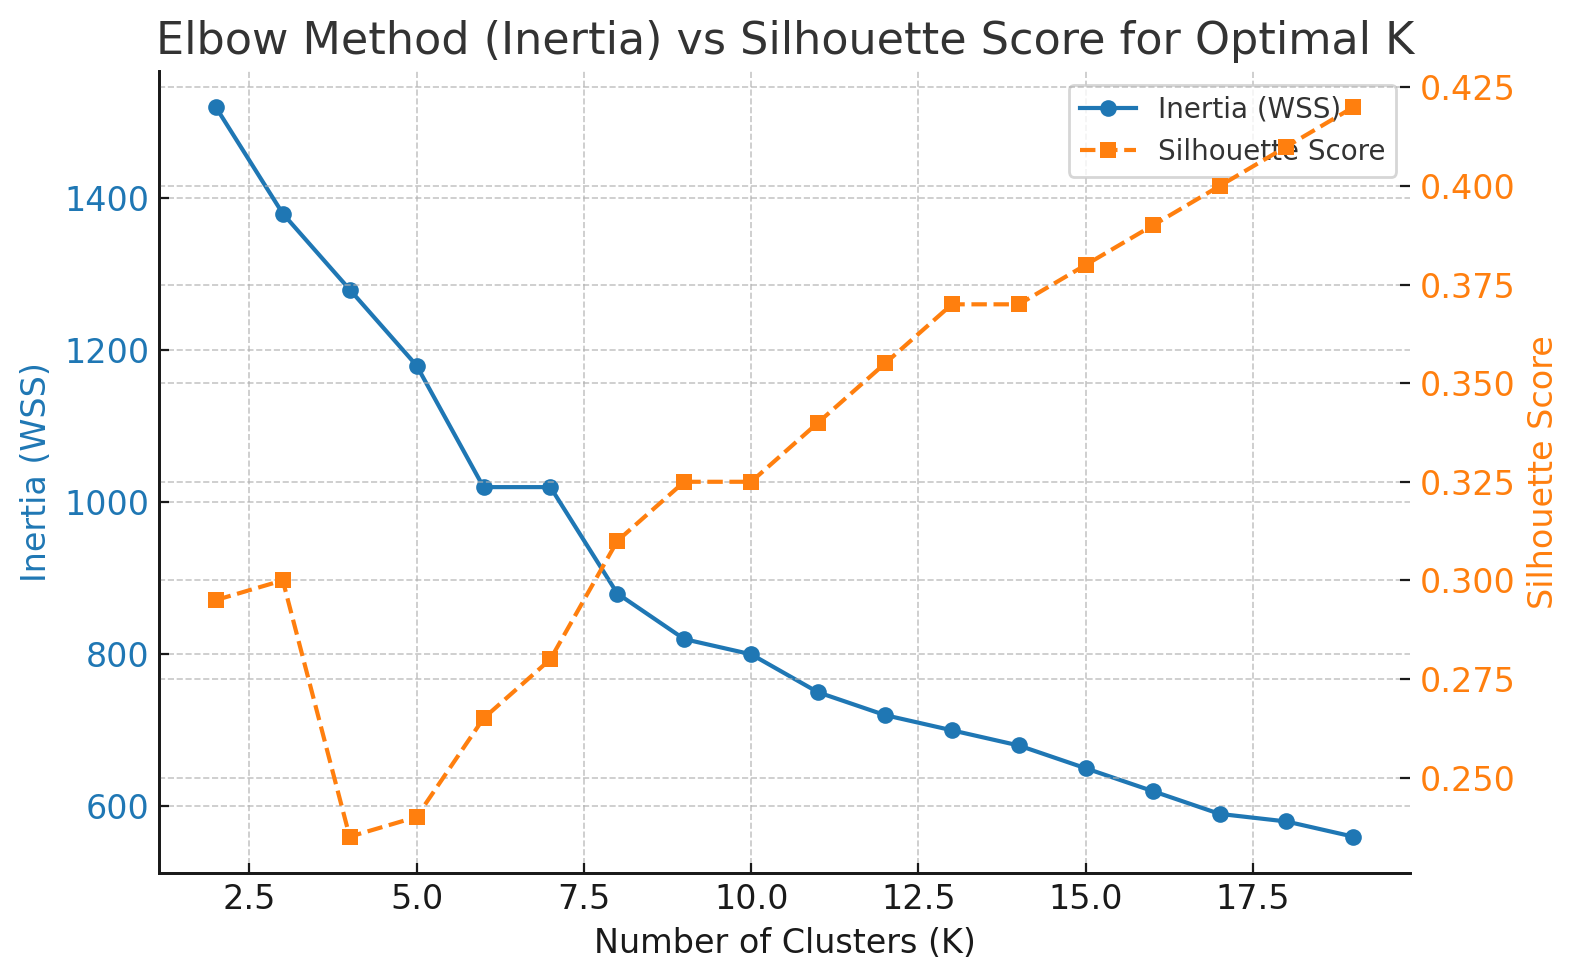 Elbow Method (Inertia) vs Silhouette Score for Optimal K
Inertia (WSS)
Silhouette Score
1400
1200
1000
800
600
Inertia (WSS)
0.425
0.400
0.375
0.350
0.325
0.300
0.275
0.250
Silhouette Score
2.5 5.0 7.5 10.0 12.5 15.0 17.5
Number of Clusters (K)